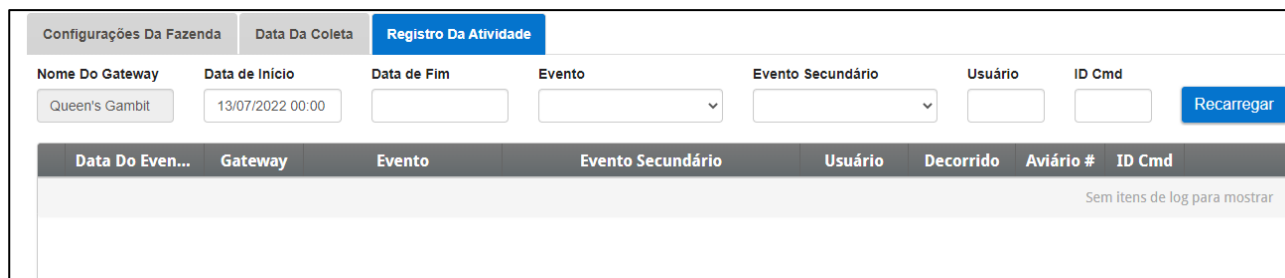 Configurações Da Fazenda Data Da Coleta Registro Da Atividade
Nome Do Gateway Data de Início Data de Fim Evento Evento Secundário Usuário ID Cmd
Queen's Gambit 13/07/2022 00:00 Recarregar
Data Do Even... Gateway Evento Evento Secundário Usuário Decorrido Aviário # ID Cmd
Sem itens de log para mostrar